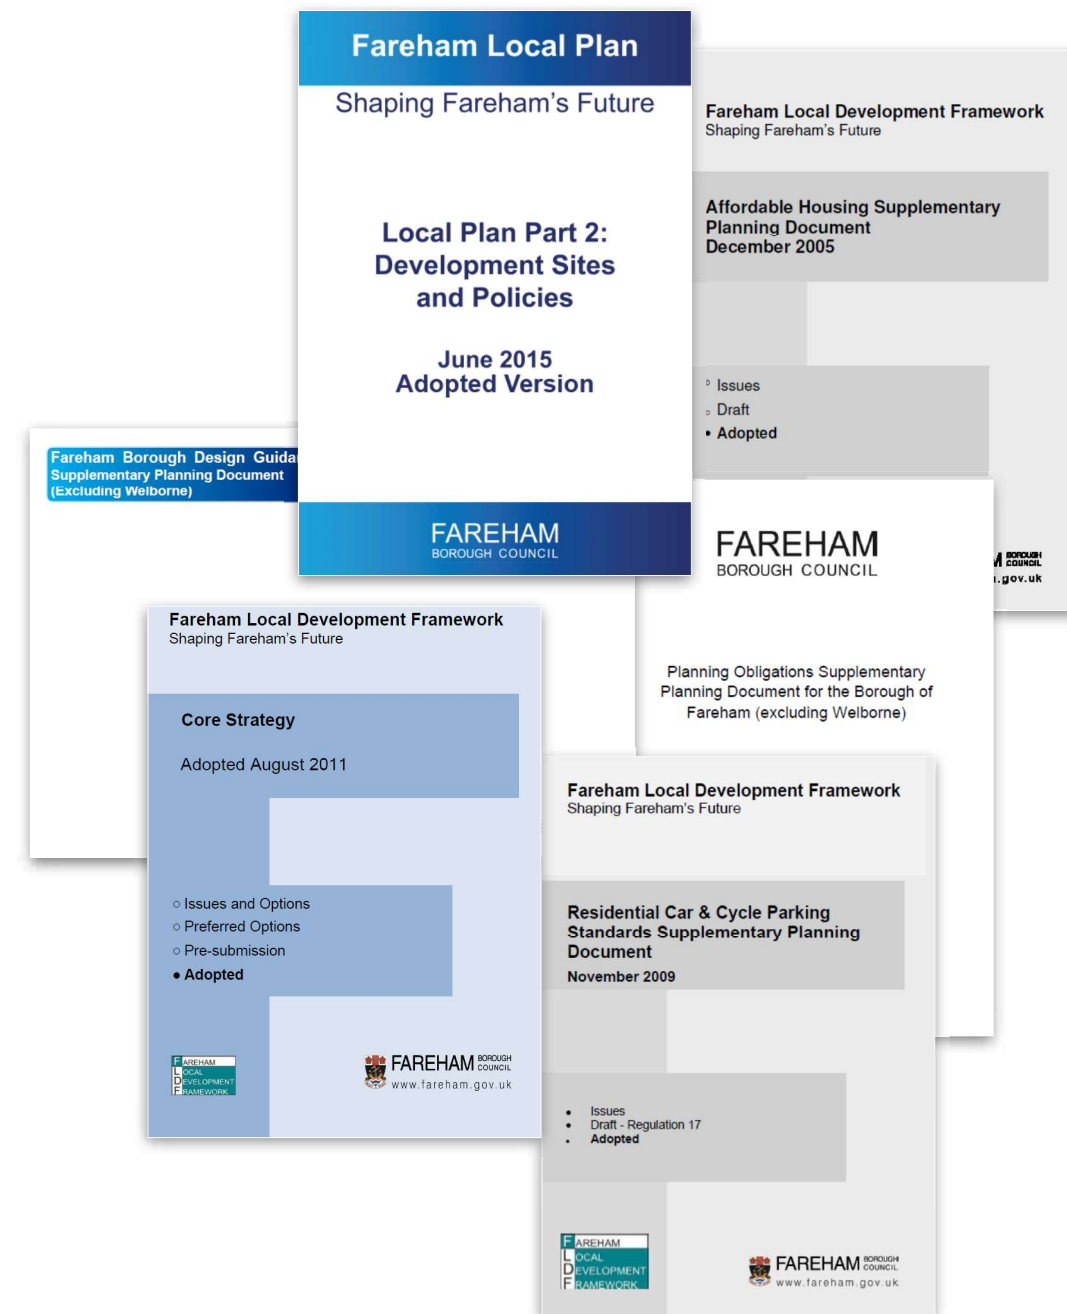 Fareham Local Plan
Shaping Fareham's Future
Local Plan Part 2:
Development Sites
and Policies
June 2015
Adopted Version
FAREHAM
BOROUGH COUNCIL
Fareham Local Development Framework
Shaping Fareham's Future
Affordable Housing Supplementary
Planning Document
December 2005
Issues
Draft
• Adopted
BOROUGH
COUNCIL
.gov.uk
Fareham Borough Design
Supplementary Planning Document
(Excluding Welborne)
FAREHAM
BOROUGH COUNCIL
Planning Obligations Supplementary
Planning Document for the Borough of
Fareham (excluding Welborne)
Fareham Local Development Framework
Shaping Fareham's Future
Core Strategy
Adopted August 2011
○ Issues and Options
○ Preferred Options
○ Pre-submission
● Adopted
FAREHAM
LOCAL
DEVELOPMENT
FRAMEWORK
FAREHAM BOROUGH COUNCIL
www.fareham.gov.uk
Fareham Local Development Framework
Shaping Fareham's Future
Residential Car & Cycle Parking
Standards Supplementary Planning
Document
November 2009
• Issues
• Draft - Regulation 17
• Adopted
FAREHAM
LOCAL
DEVELOPMENT
FRAMEWORK
FAREHAM BOROUGH COUNCIL
www.fareham.gov.uk